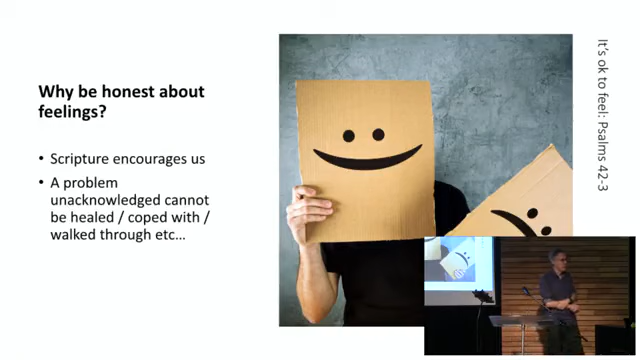 Why be honest about
feelings?
• Scripture encourages us
• A problem
unacknowledged cannot
be healed / coped with /
walked through etc...
It's ok to feel: Psalms 42-3